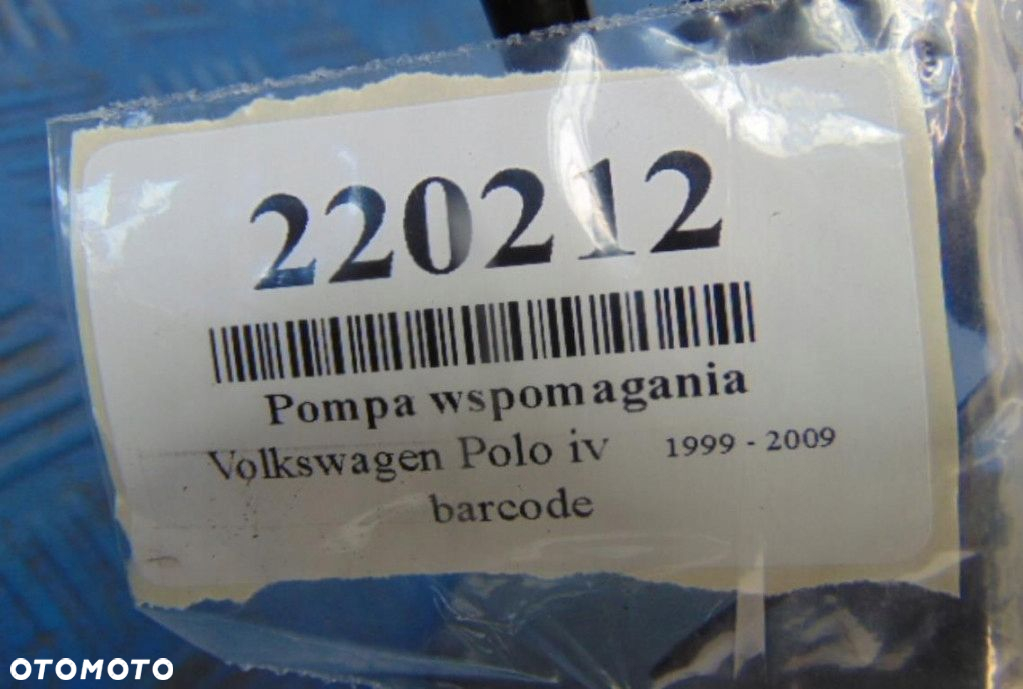 220212
Pompa wspomagania
Volkswagen Polo iv 1999 - 2009
barcode
OTOMOTO